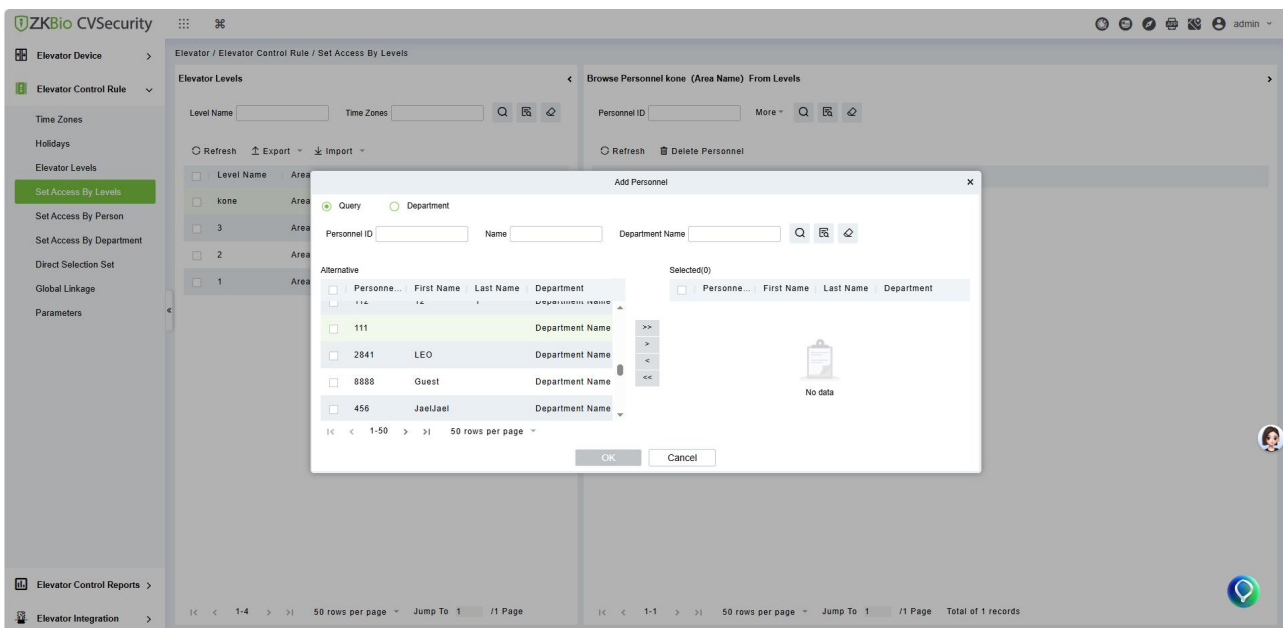 ZKBio CVSecurity
admin
Elevator Device
Elevator Control Rule
Time Zones
Holidays
Elevator Levels
Set Access By Levels
Set Access By Person
Set Access By Department
Direct Selection Set
Global Linkage
Parameters
Elevator Control Reports
Elevator Integration
Elevator / Elevator Control Rule / Set Access By Levels
Elevator Levels
Level Name Time Zones
Refresh Export Import
Level Name Area
kone Area
3 Area
2 Area
1 Area
1-4 50 rows per page Jump To 1 /1 Page
Browse Personnel kone (Area Name) From Levels
Personnel ID More
Refresh Delete Personnel
1-1 50 rows per page Jump To 1 /1 Page Total of 1 records
Add Personnel
Query Department
Personnel ID Name Department Name
Alternative
Personne... First Name Last Name Department
112 12 1 Department Name
111 Department Name
2841 LEO Department Name
8888 Guest Department Name
456 JaelJael Department Name
1-50 50 rows per page
>>
>
<
<<
Selected(0)
Personne... First Name Last Name Department
No data
OK Cancel